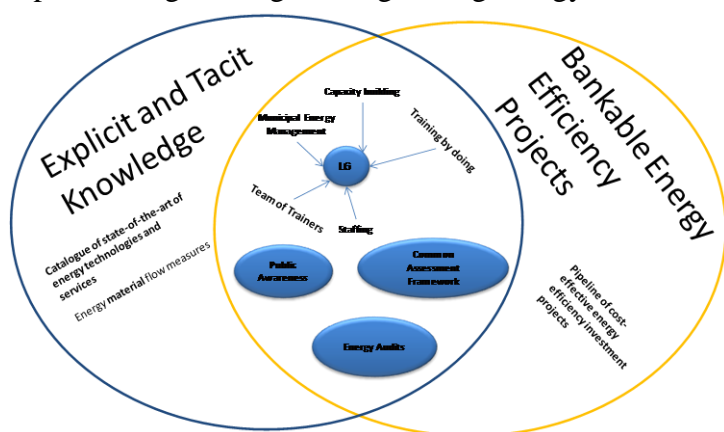 Explicit and Tacit
Knowledge
Catalogue of state-of-the-art of
energy technologies and
services
Energy material flow measures
Capacity building
Municipal Energy
Management
Training by doing
LG
Team of Trainers
Staffing
Public
Awareness
Common
Assessment
Framework
Energy Audits
Bankable Energy
Efficiency
Projects
Pipeline of cost-
effective energy
efficiency investment
projects